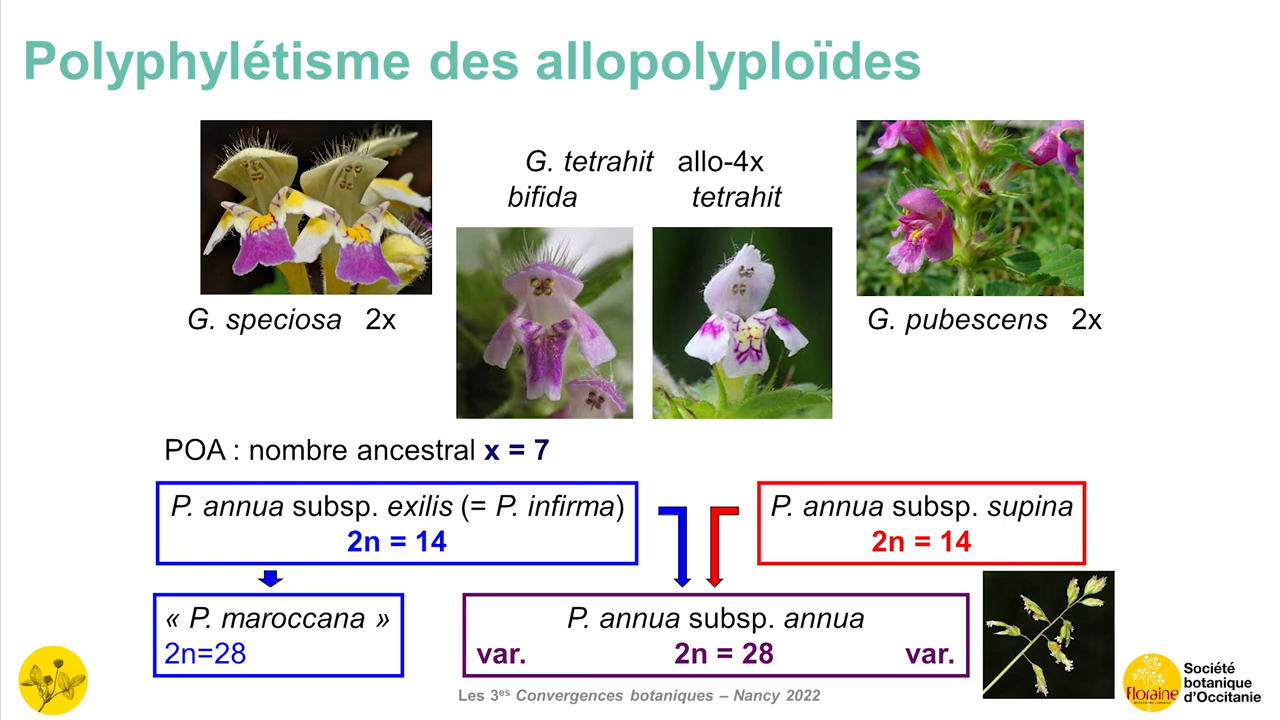 Polyphylétisme des allopolyploïdes
G. tetrahit allo-4x
bifida tetrahit
G. speciosa 2x
G. pubescens 2x
POA : nombre ancestral x = 7
P. annua subsp. exilis (= P. infirma)
2n = 14
P. annua subsp. supina
2n = 14
« P. maroccana »
2n=28
P. annua subsp. annua
var. 2n = 28 var.
Les 3es Convergences botaniques – Nancy 2022
Floraine
Société
botanique
d'Occitanie